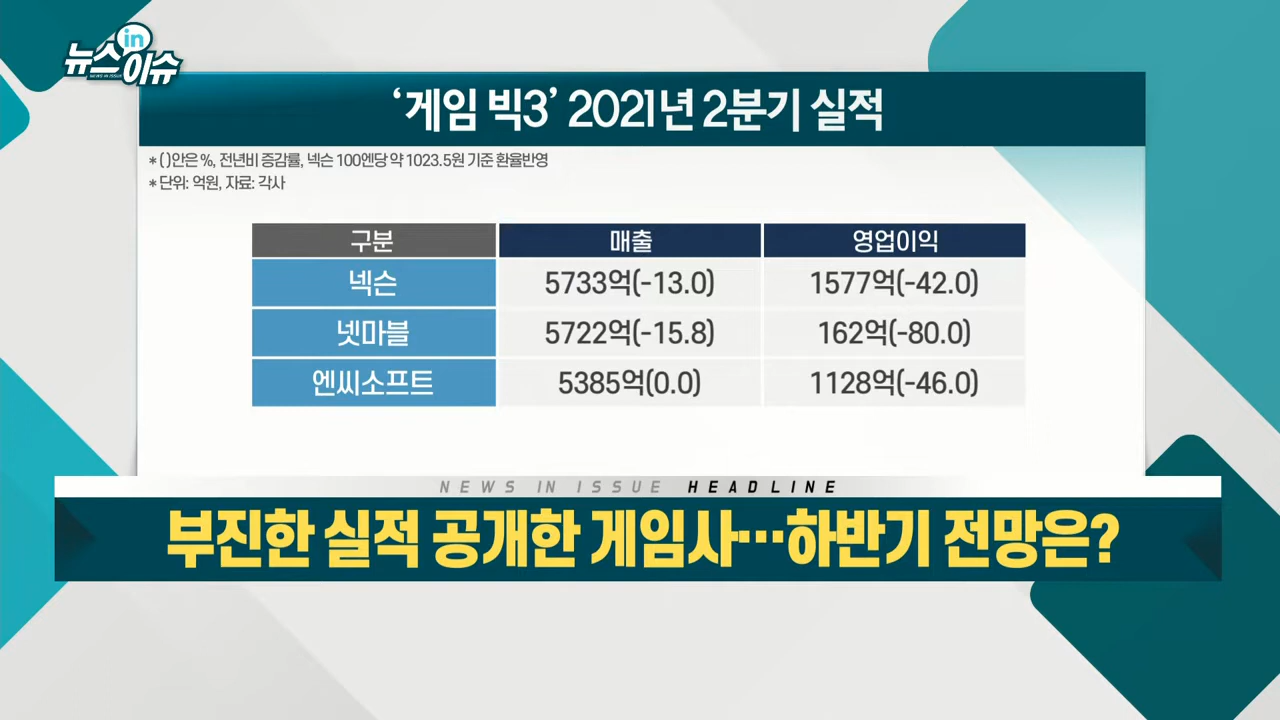 뉴스in이슈
NEWS IN ISSUE
‘게임 빅3’ 2021년 2분기 실적
* ( )안은 %, 전년비 증감률, 넥슨 100엔당 약 1023.5원 기준 환율반영
* 단위: 억원, 자료: 각사
구분 매출 영업이익
넥슨 5733억(-13.0) 1577억(-42.0)
넷마블 5722억(-15.8) 162억(-80.0)
엔씨소프트 5385억(0.0) 1128억(-46.0)
NEWS IN ISSUE HEADLINE
부진한 실적 공개한 게임사…하반기 전망은?